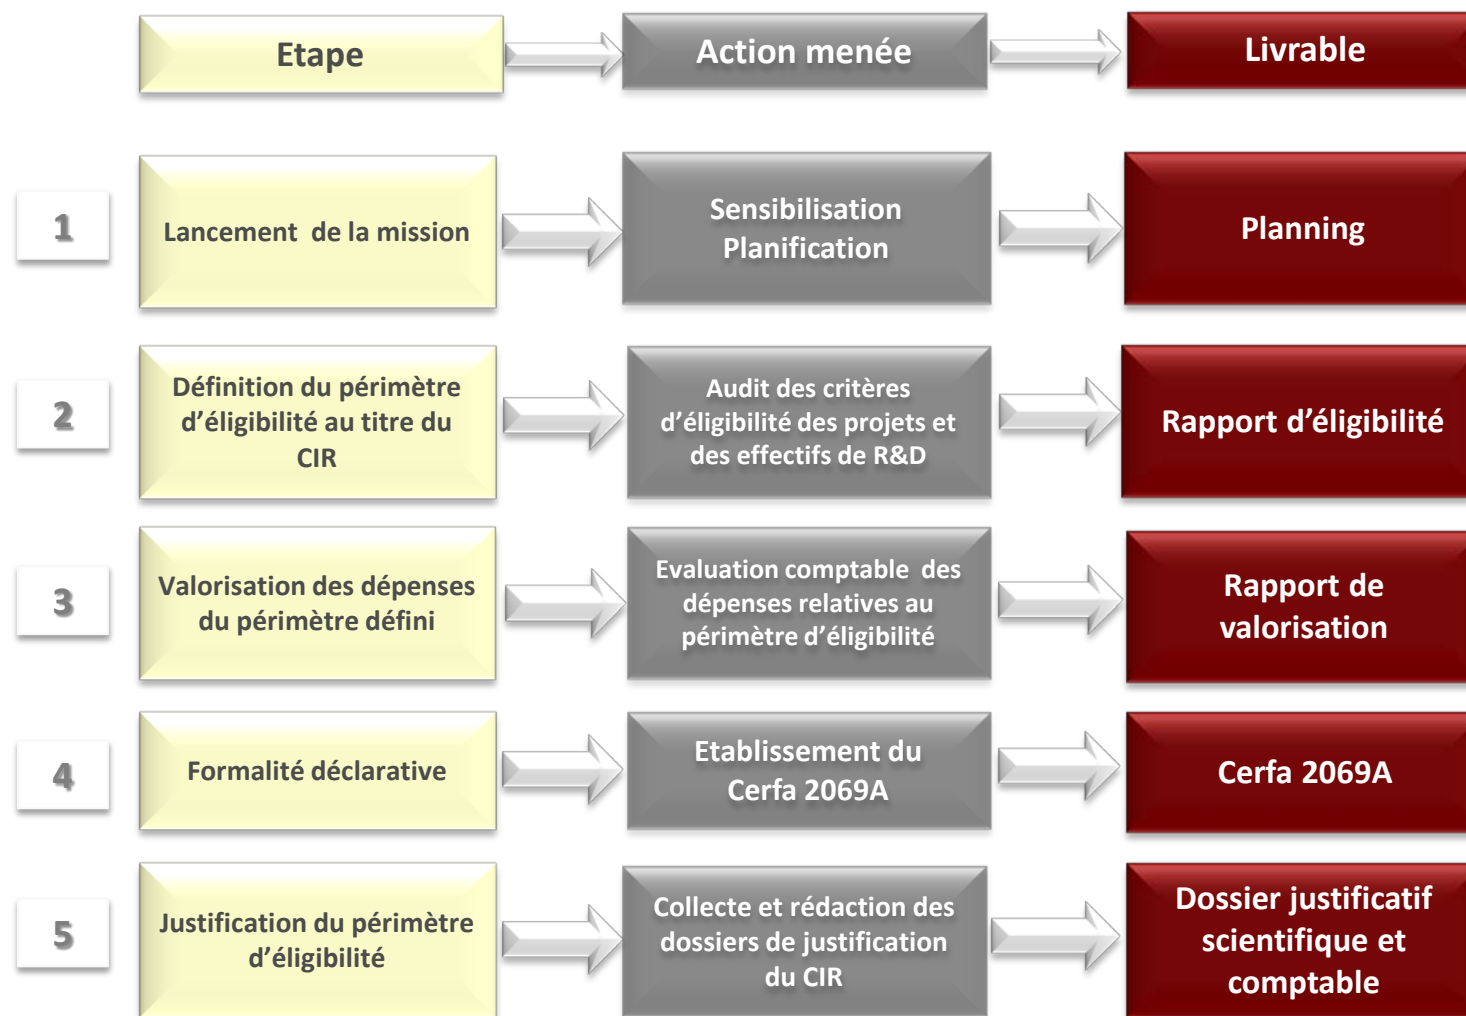 Etape
Action menée
Livrable
1
Lancement de la mission
Sensibilisation
Planification
Planning
2
Définition du périmètre
d’éligibilité au titre du
CIR
Audit des critères
d’éligibilité des projets et
des effectifs de R&D
Rapport d’éligibilité
3
Valorisation des dépenses
du périmètre défini
Evaluation comptable des
dépenses relatives au
périmètre d’éligibilité
Rapport de
valorisation
4
Formalité déclarative
Etablissement du
Cerfa 2069A
Cerfa 2069A
5
Justification du périmètre
d’éligibilité
Collecte et rédaction des
dossiers de justification
du CIR
Dossier justificatif
scientifique et
comptable